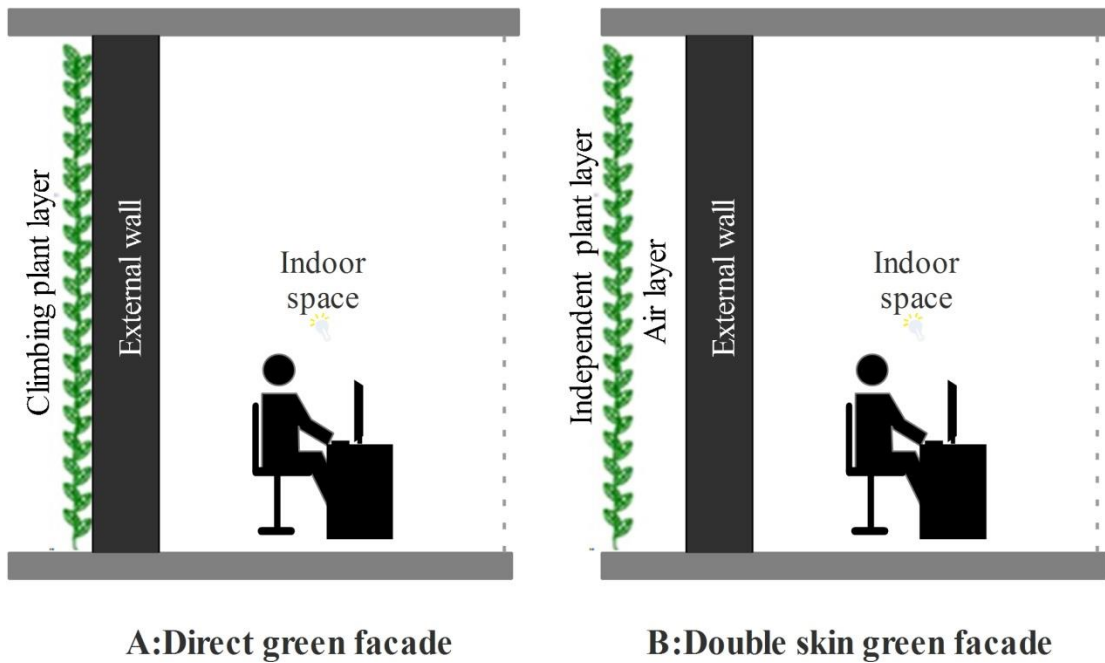 Climbing plant layer
External wall
Indoor
space
A:Direct green facade
Independent plant layer
Air layer
External wall
Indoor
space
B:Double skin green facade